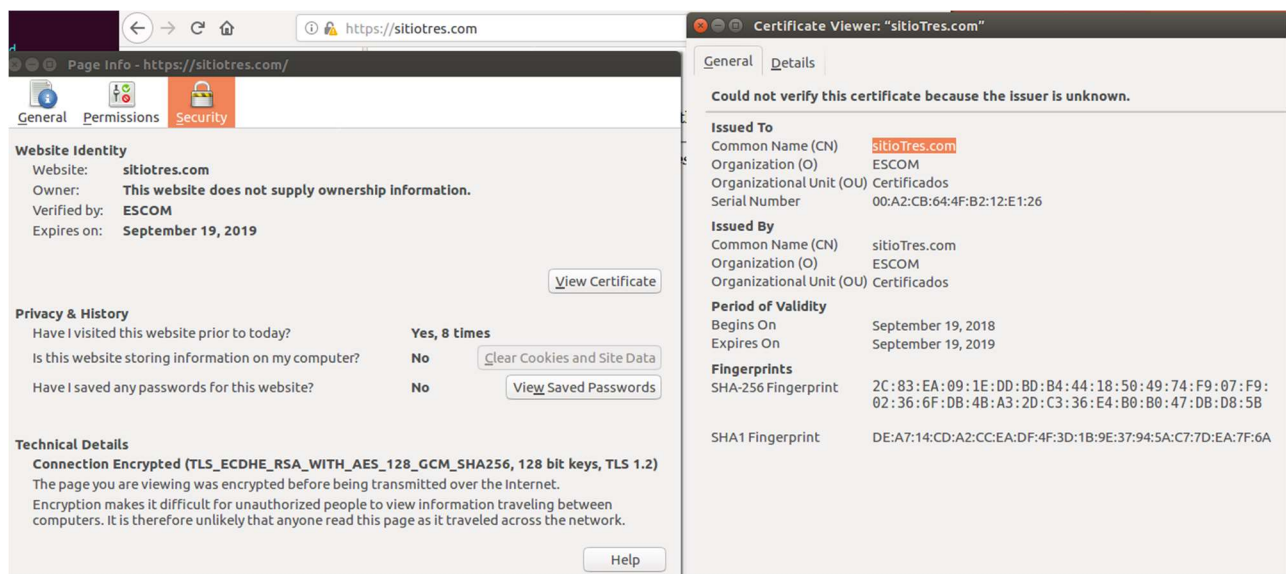 https://sitiotres.com
Page Info - https://sitiotres.com/
General Permissions Security
Website Identity
Website: sitiotres.com
Owner: This website does not supply ownership information.
Verified by: ESCOM
Expires on: September 19, 2019
View Certificate
Privacy & History
Have I visited this website prior to today? Yes, 8 times
Is this website storing information on my computer? No Clear Cookies and Site Data
Have I saved any passwords for this website? No View Saved Passwords
Technical Details
Connection Encrypted (TLS_ECDHE_RSA_WITH_AES_128_GCM_SHA256, 128 bit keys, TLS 1.2)
The page you are viewing was encrypted before being transmitted over the Internet.
Encryption makes it difficult for unauthorized people to view information traveling between
computers. It is therefore unlikely that anyone read this page as it traveled across the network.
Help
Certificate Viewer: “sitioTres.com”
General Details
Could not verify this certificate because the issuer is unknown.
Issued To
Common Name (CN) sitioTres.com
Organization (O) ESCOM
Organizational Unit (OU) Certificados
Serial Number 00:A2:CB:64:4F:B2:12:E1:26
Issued By
Common Name (CN) sitioTres.com
Organization (O) ESCOM
Organizational Unit (OU) Certificados
Period of Validity
Begins On September 19, 2018
Expires On September 19, 2019
Fingerprints
SHA-256 Fingerprint 2C:83:EA:09:1E:DD:BD:B4:44:18:50:49:74:F9:07:F9:
02:36:6F:DB:4B:A3:2D:C3:36:E4:B0:B0:47:DB:D8:5B
SHA1 Fingerprint DE:A7:14:CD:A2:CC:EA:DF:4F:3D:1B:9E:37:94:5A:C7:7D:EA:7F:6A